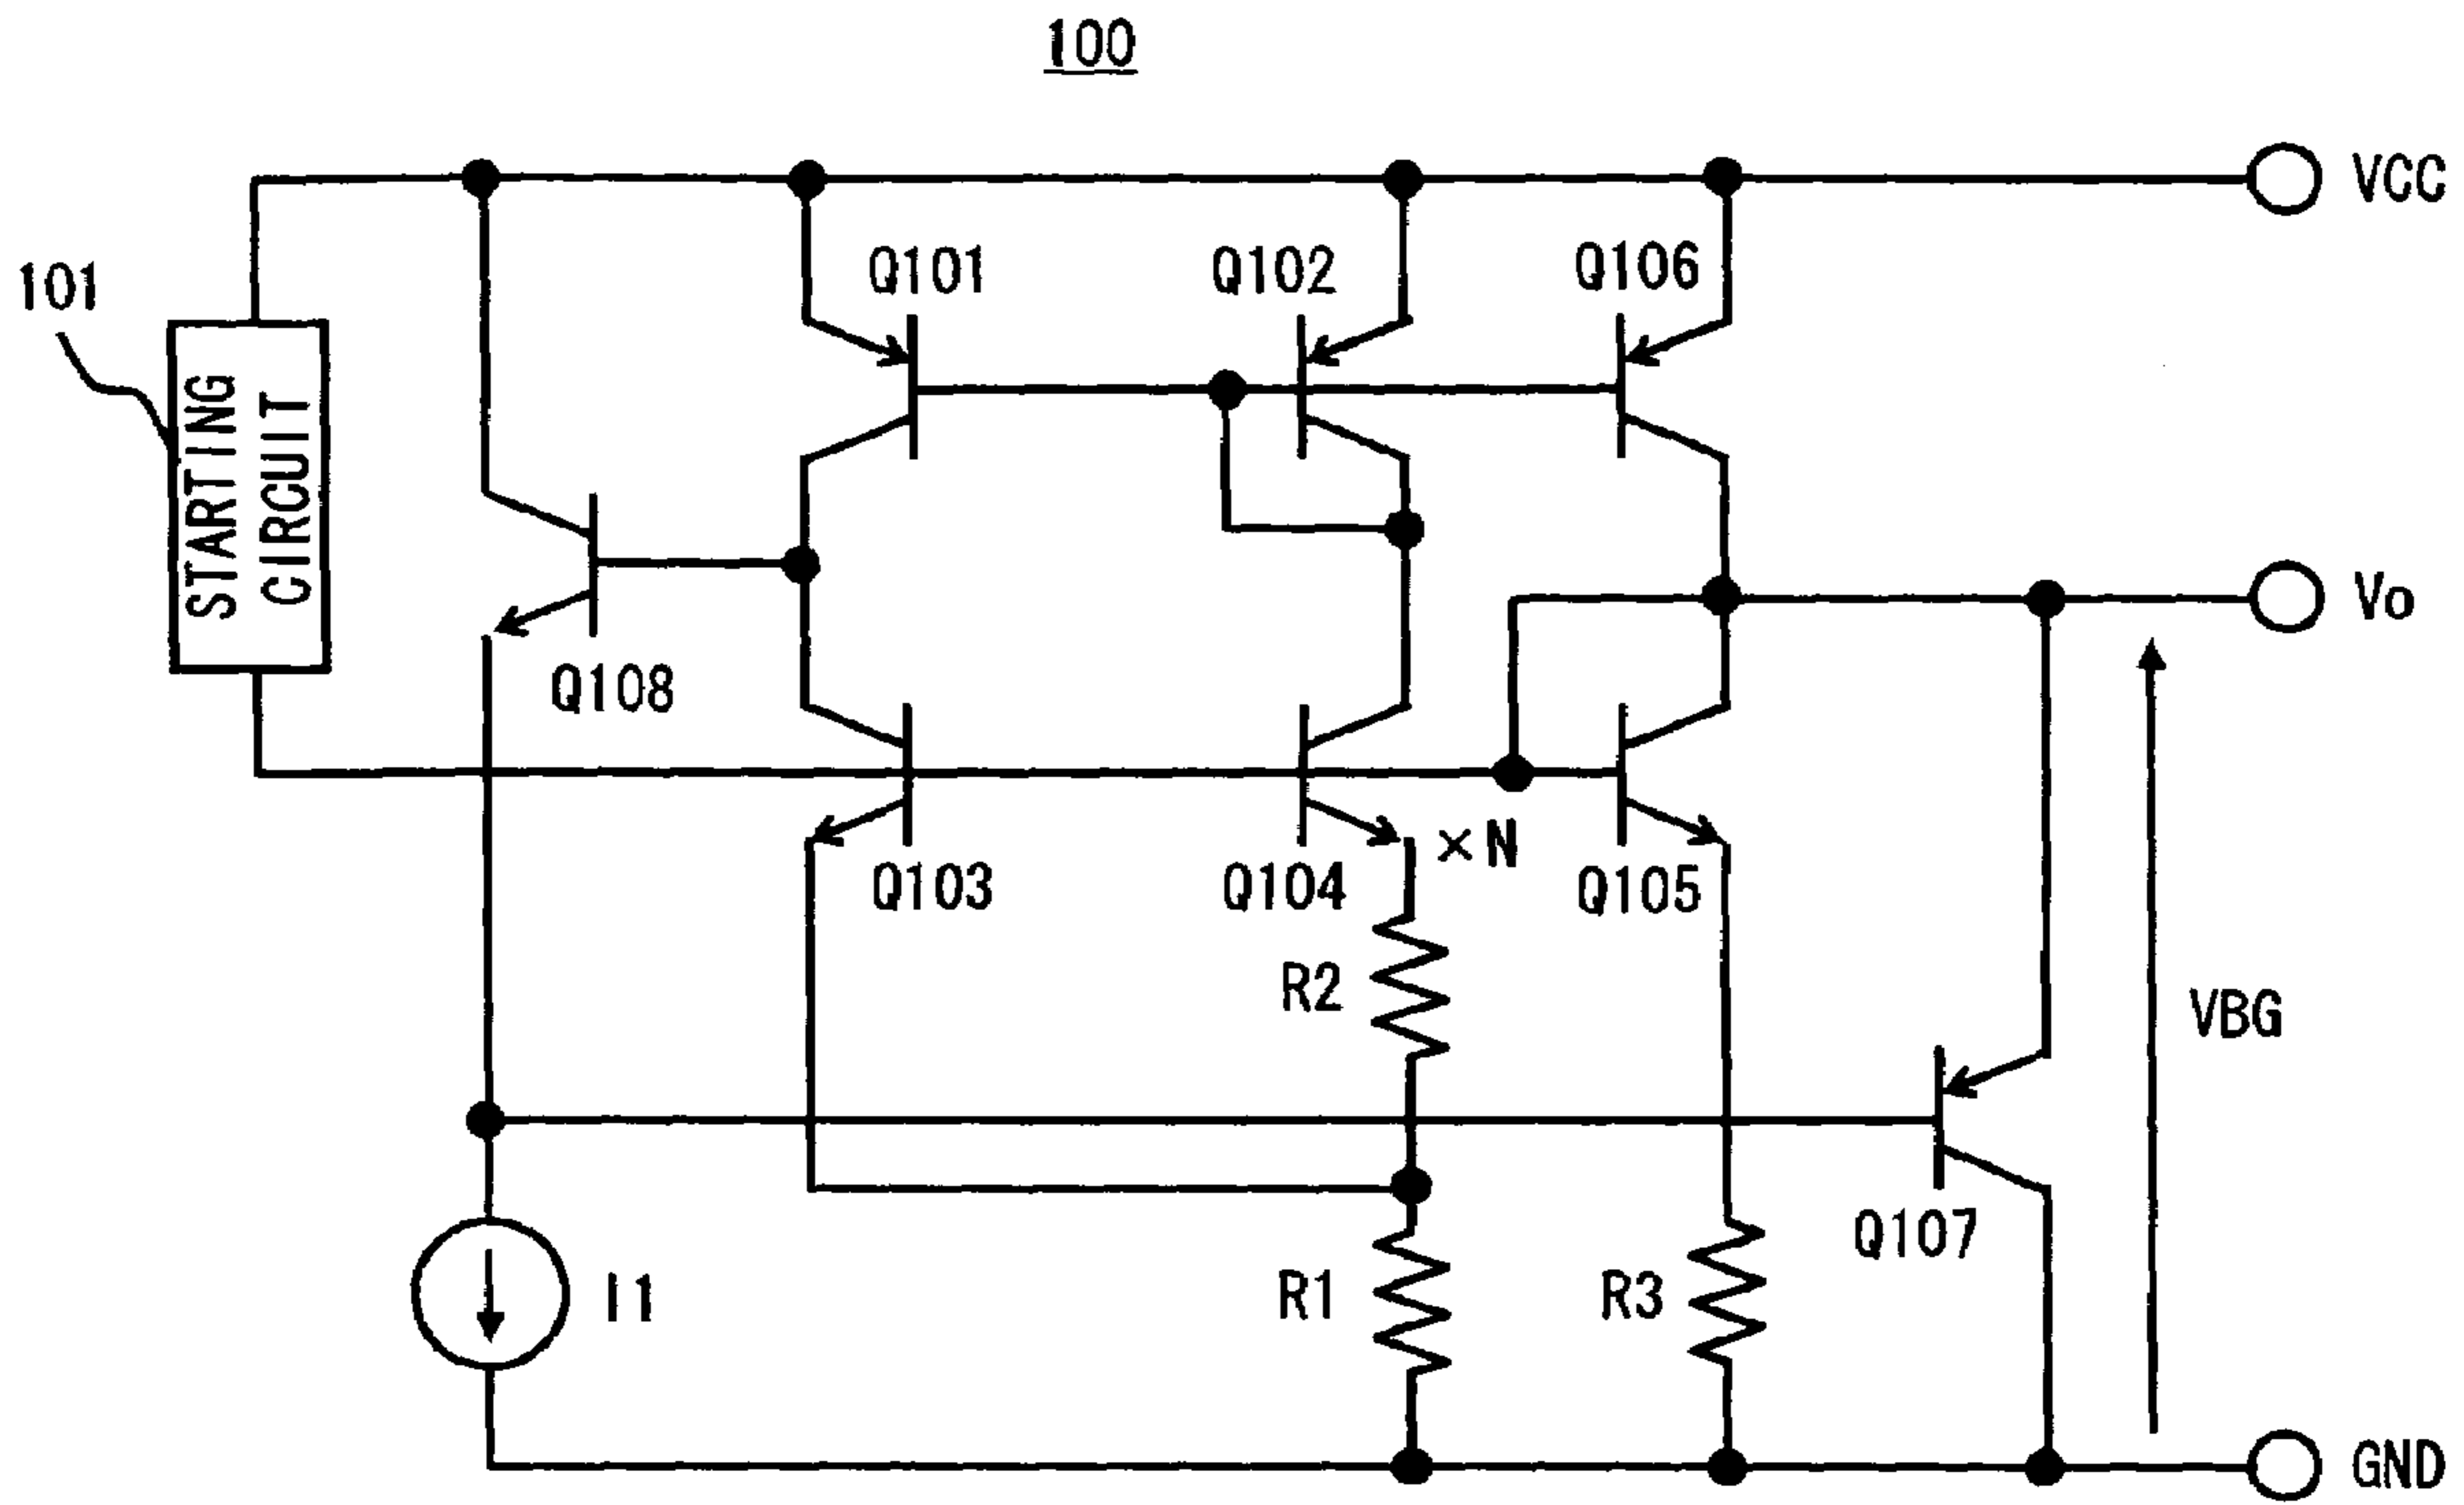 100
VCC
Q101
Q102
Q106
101
STARTING
CIRCUIT
Vo
Q108
×N
Q103
Q104
Q105
R2
VBG
Q107
I1
R1
R3
GND